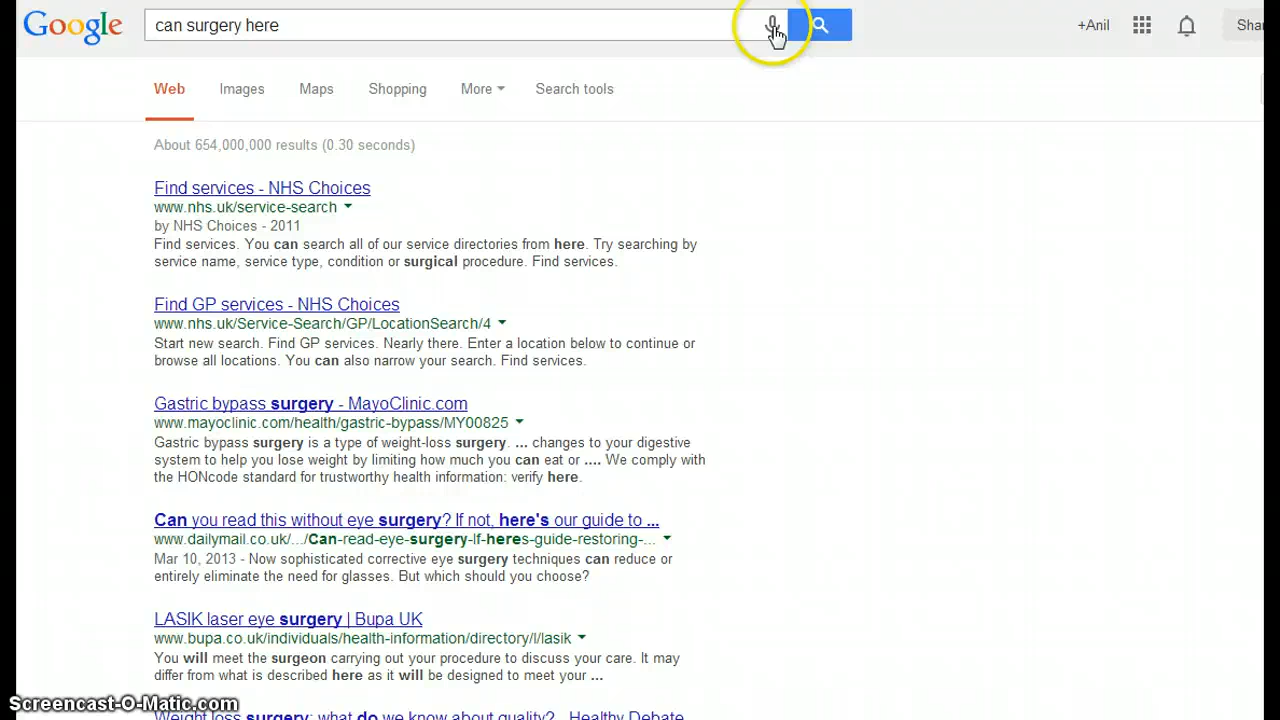 Google can surgery here +Anil Shar
Web Images Maps Shopping More Search tools
About 654,000,000 results (0.30 seconds)
Find services - NHS Choices
www.nhs.uk/service-search
by NHS Choices - 2011
Find services. You can search all of our service directories from here. Try searching by
service name, service type, condition or surgical procedure. Find services.
Find GP services - NHS Choices
www.nhs.uk/Service-Search/GP/LocationSearch/4
Start new search. Find GP services. Nearly there. Enter a location below to continue or
browse all locations. You can also narrow your search. Find services.
Gastric bypass surgery - MayoClinic.com
www.mayoclinic.com/health/gastric-bypass/MY00825
Gastric bypass surgery is a type of weight-loss surgery. ... changes to your digestive
system to help you lose weight by limiting how much you can eat or .... We comply with
the HONcode standard for trustworthy health information: verify here.
Can you read this without eye surgery? If not, here's our guide to ...
www.dailymail.co.uk/.../Can-read-eye-surgery-If-heres-guide-restoring-...
Mar 10, 2013 - Now sophisticated corrective eye surgery techniques can reduce or
entirely eliminate the need for glasses. But which should you choose?
LASIK laser eye surgery | Bupa UK
www.bupa.co.uk/individuals/health-information/directory/l/lasik
You will meet the surgeon carrying out your procedure to discuss your care. It may
differ from what is described here as it will be designed to meet your ...
Weight loss surgery: what do we know about quality? - Healthy Debate
Screencast-O-Matic.com